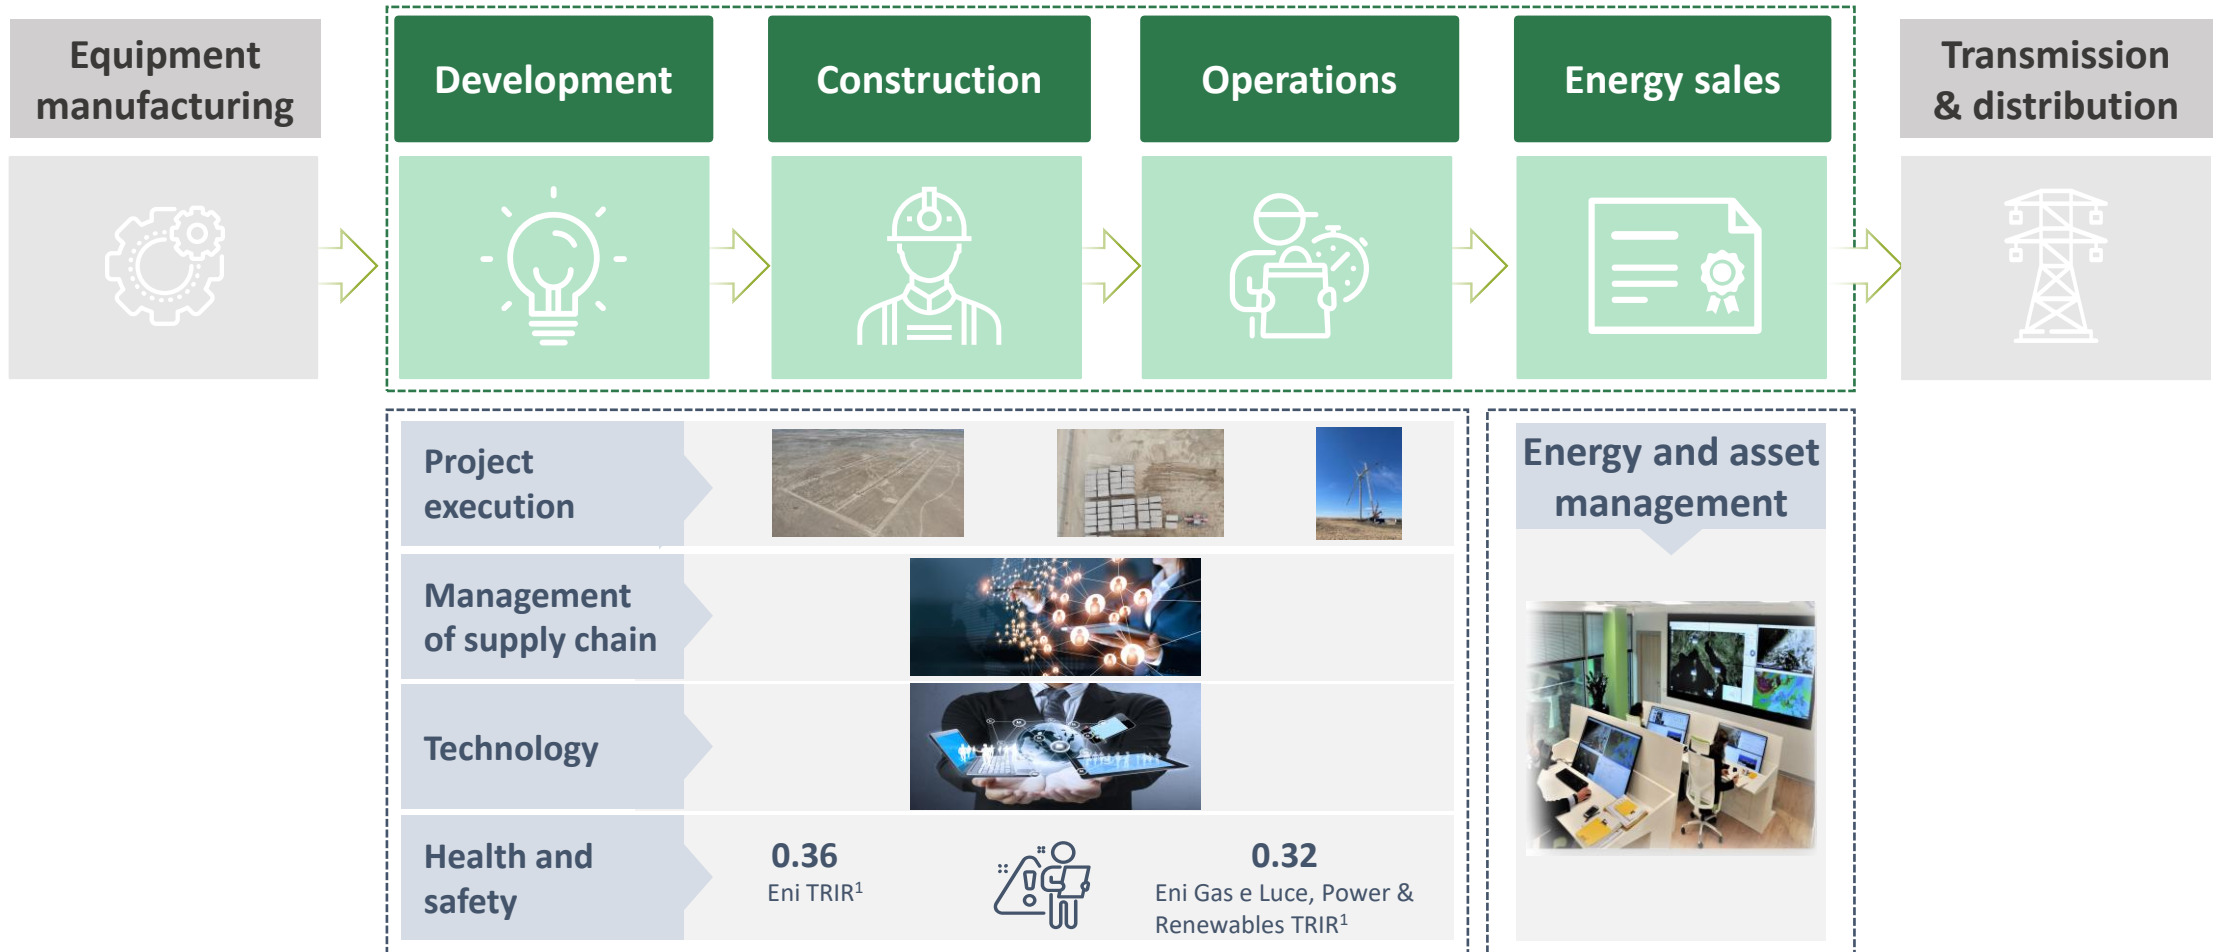 Equipment
manufacturing
Development
Construction
Operations
Energy sales
Transmission
& distribution
Project
execution
Management
of supply chain
Technology
Health and
safety
0.36
Eni TRIR¹
0.32
Eni Gas e Luce, Power &
Renewables TRIR¹
Energy and asset
management